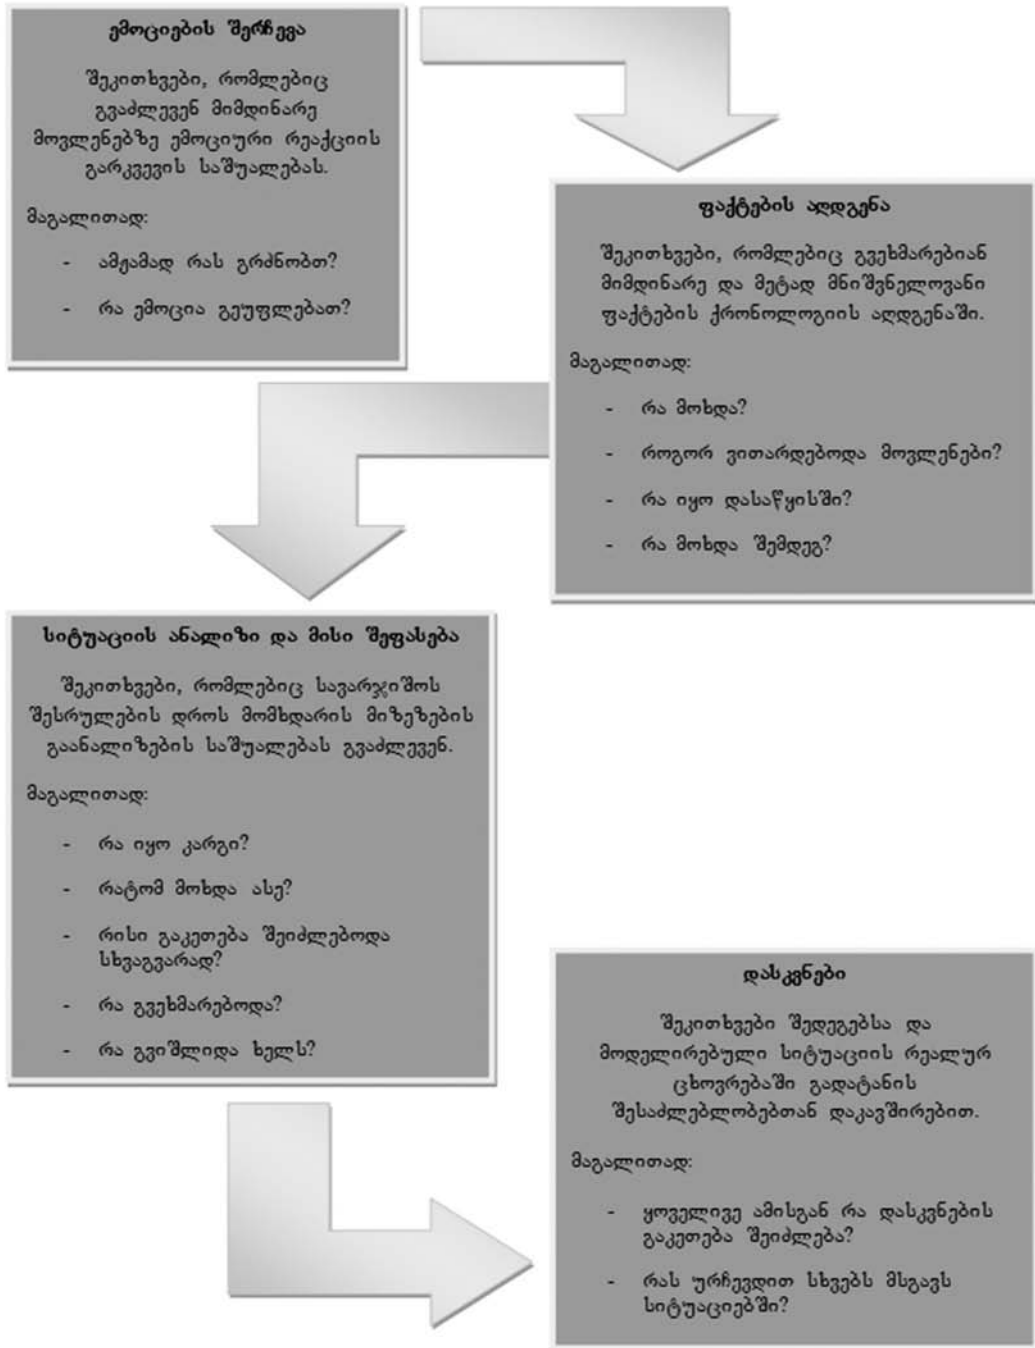 ემოციების შერჩევა
შეკითხვები, რომლებიც
გვაძლევენ მიმდინარე
მოვლენებზე ემოციური რეაქციის
გარკვევის საშუალებას.
მაგალითად:
- ამჟამად რას გრძნობთ?
- რა ემოცია გეუფლებათ?
ფაქტების აღდგენა
შეკითხვები, რომლებიც გვეხმარებიან
მიმდინარე და მეტად მნიშვნელოვანი
ფაქტების ქრონოლოგიის აღდგენაში.
მაგალითად:
- რა მოხდა?
- როგორ ვითარდებოდა მოვლენები?
- რა იყო დასაწყისში?
- რა მოხდა შემდეგ?
სიტუაციის ანალიზი და მისი შეფასება
შეკითხვები, რომლებიც სავარჯიშოს
შესრულების დროს მომხდარის მიზეზების
გაანალიზების საშუალებას გვაძლევენ.
მაგალითად:
- რა იყო კარგი?
- რატომ მოხდა ასე?
- რისი გაკეთება შეიძლებოდა
სხვაგვარად?
- რა გვეხმარებოდა?
- რა გვიშლიდა ხელს?
დასკვნები
შეკითხვები შედეგებსა და
მოდელირებული სიტუაციის რეალურ
ცხოვრებაში გადატანის
შესაძლებლობებთან დაკავშირებით.
მაგალითად:
- ყოველივე ამისგან რა დასკვნების
გაკეთება შეიძლება?
- რას ურჩევდით სხვებს მსგავს
სიტუაციებში?